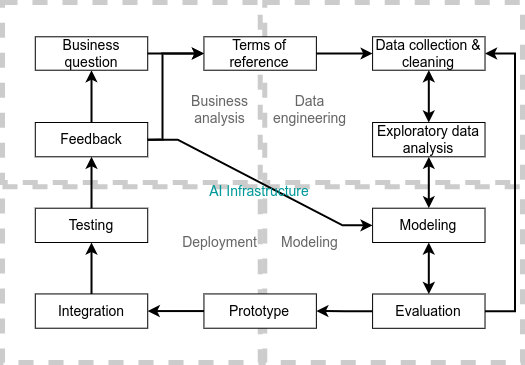 Business
question
Terms of
reference
Data collection &
cleaning
Business
analysis
Data
engineering
Feedback
Exploratory data
analysis
AI Infrastructure
Testing
Modeling
Deployment
Modeling
Integration
Prototype
Evaluation